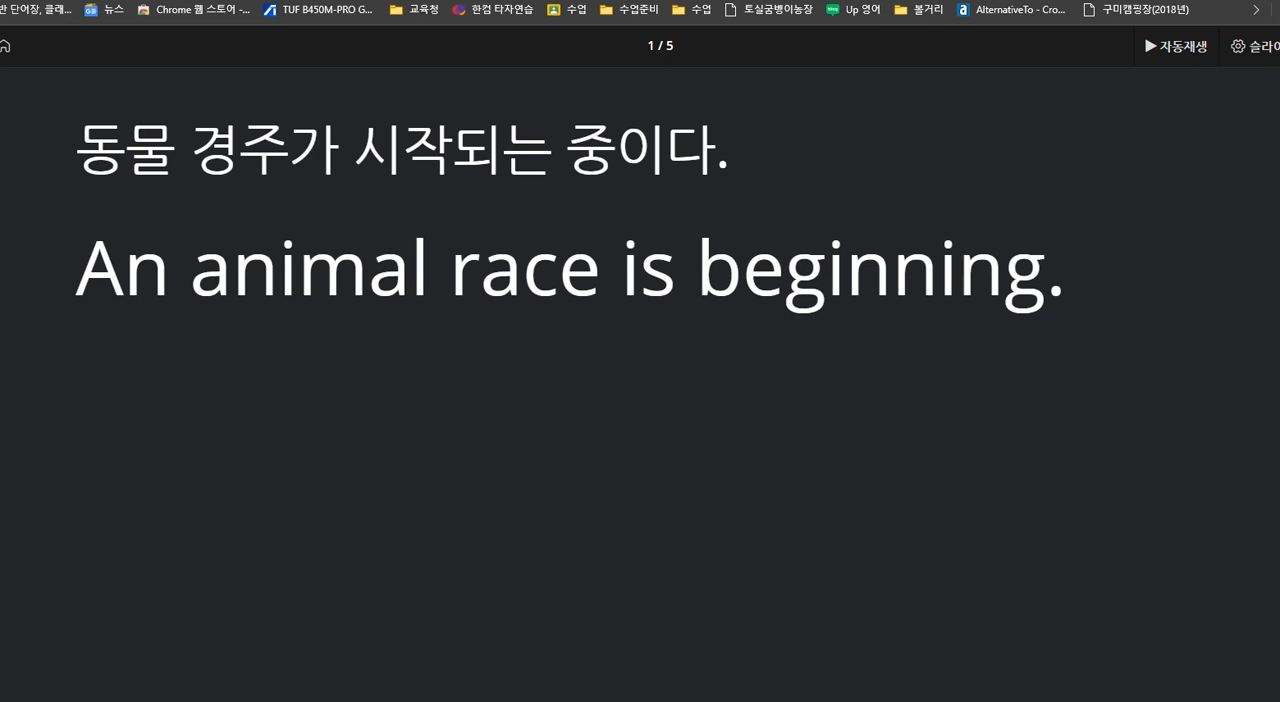 반 단어장, 클래... 뉴스 Chrome 웹 스토어 -... TUF B450M-PRO G... 교육청 한컴 타자연습 수업 수업준비 수업 토실굼벵이농장 Up 영어 볼거리 AlternativeTo - Cro... 구미캠핑장(2018년)
1 / 5 자동재생 슬라이
동물 경주가 시작되는 중이다.
An animal race is beginning.